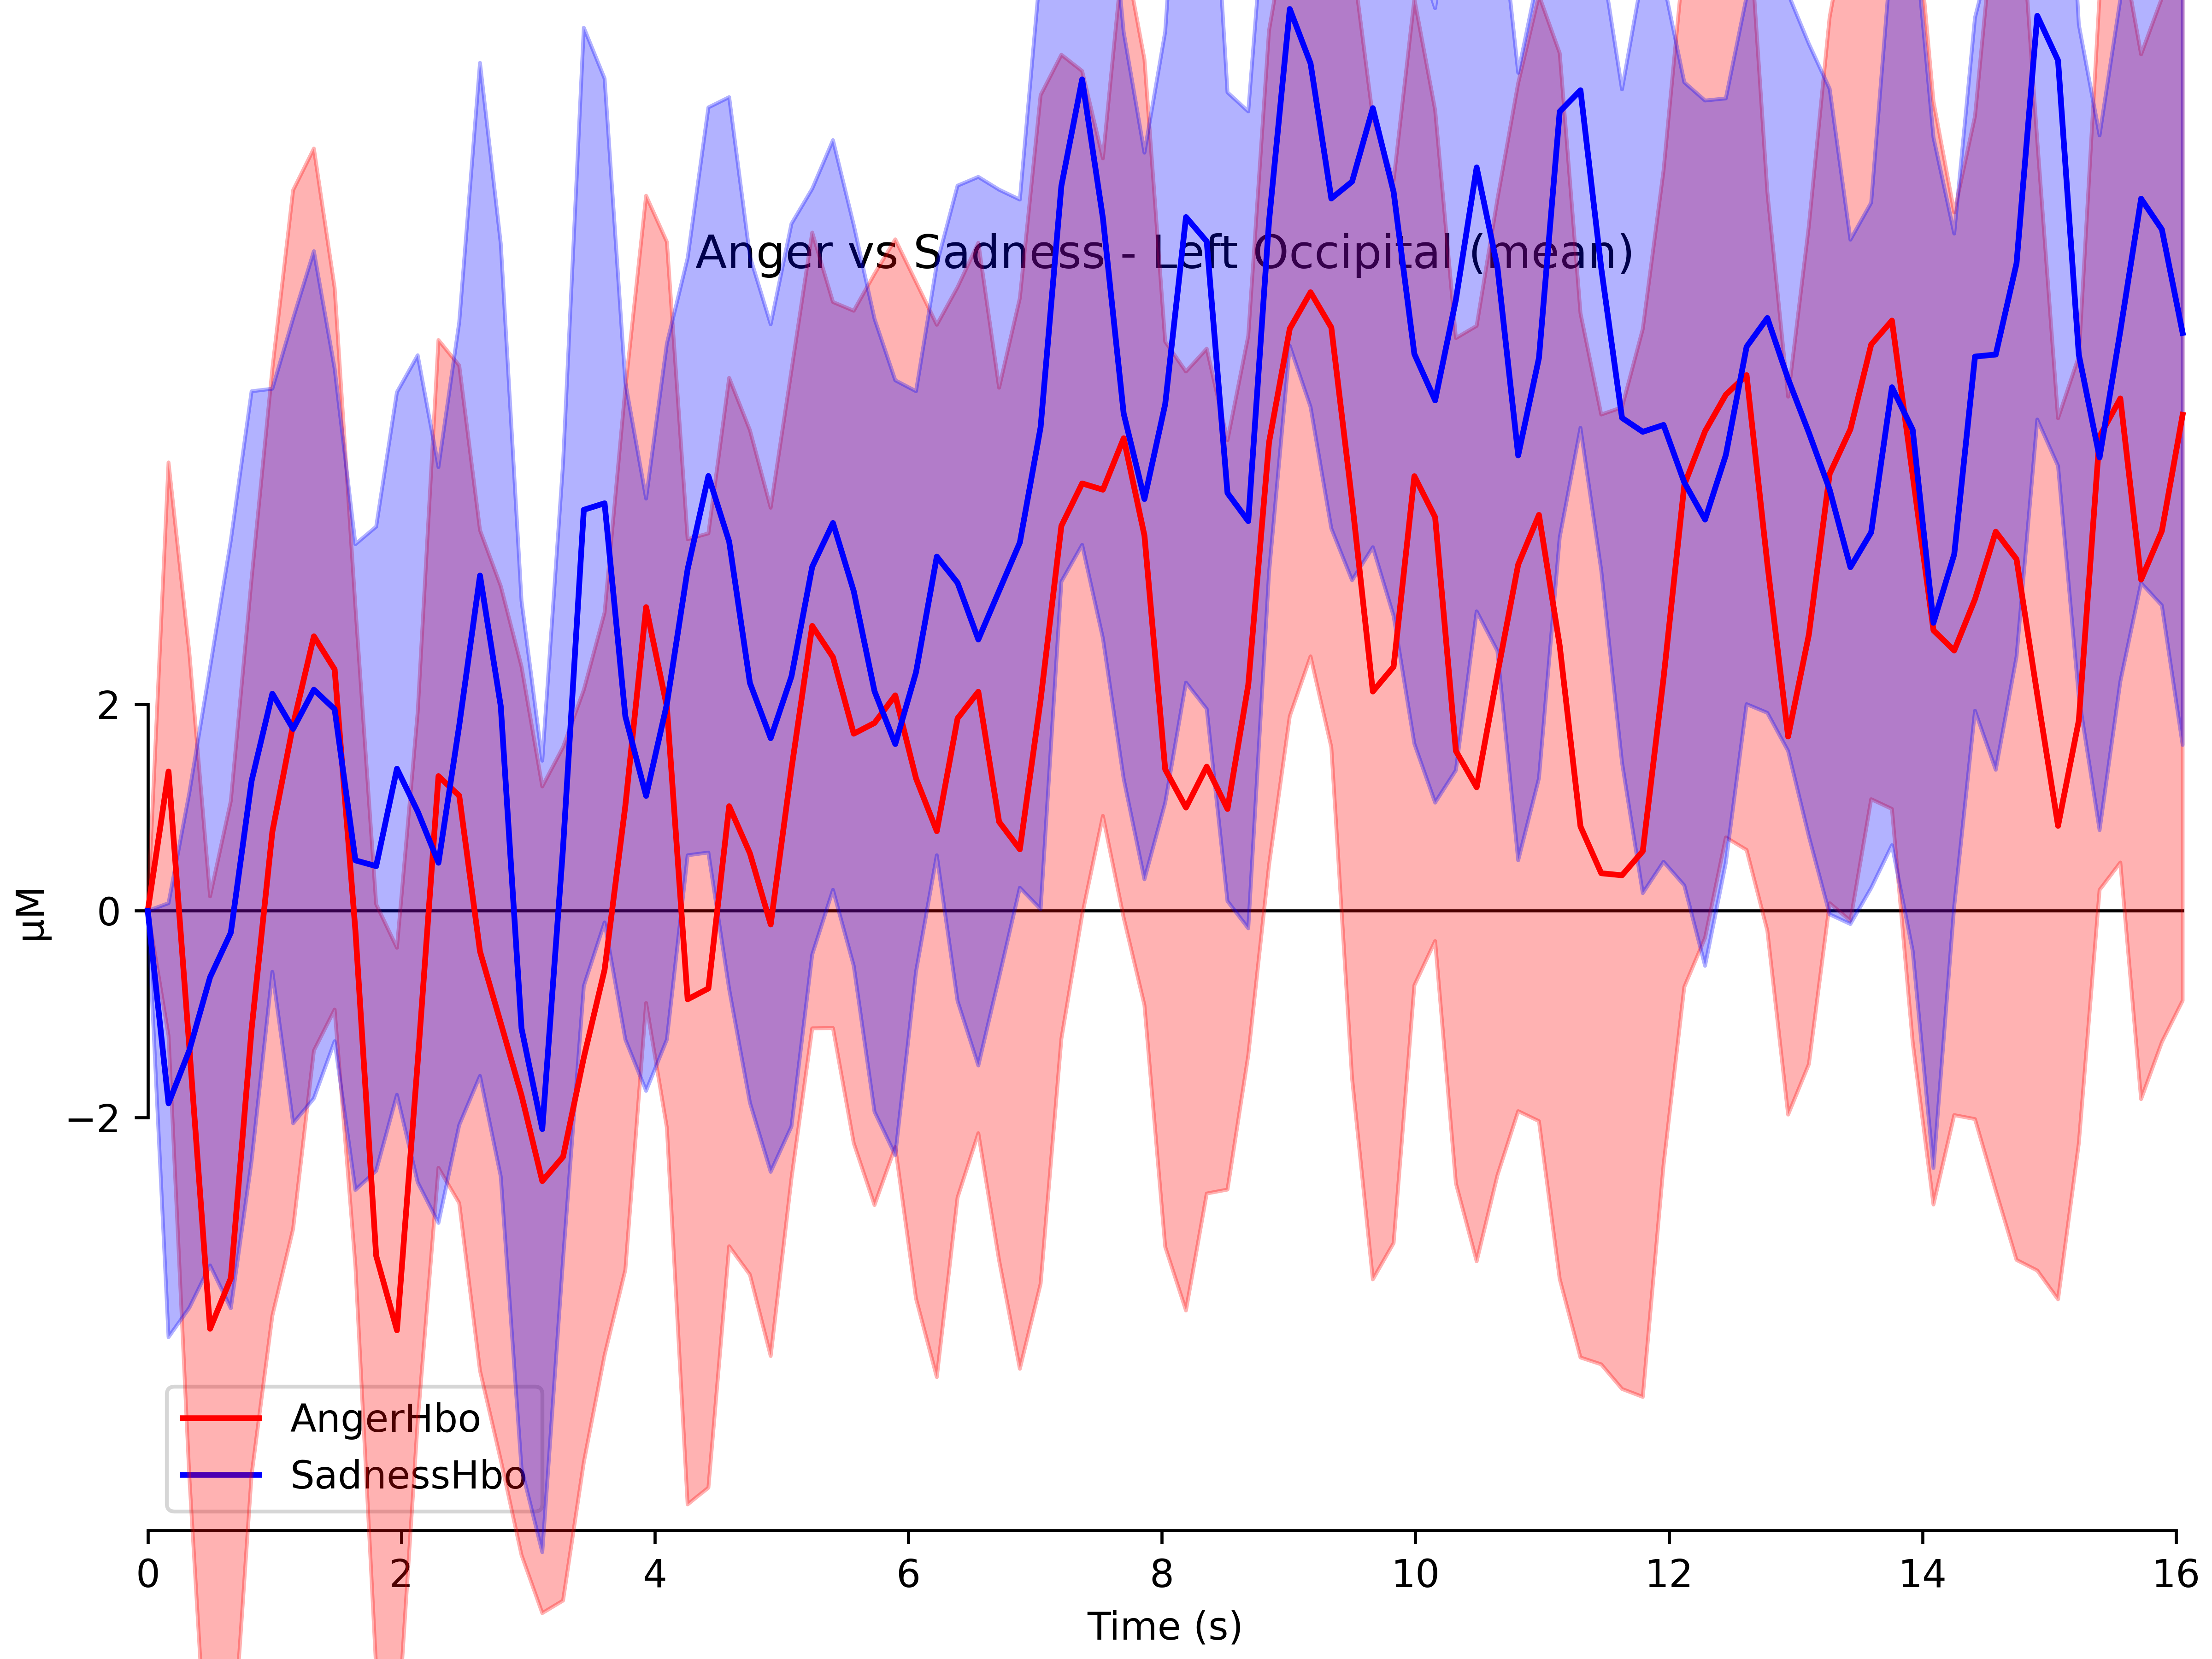 Anger vs Sadness - Left Occipital (mean)
2
0
−2
µM
AngerHbo
SadnessHbo
0 2 4 6 8 10 12 14 16
Time (s)